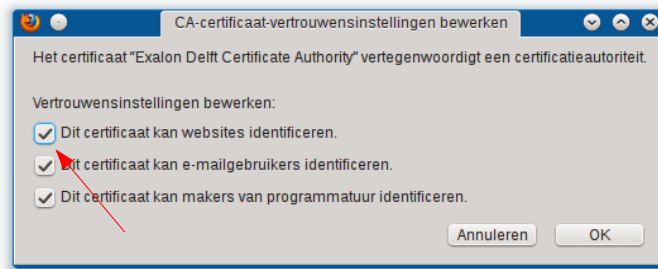 CA-certificaat-vertrouwensinstellingen bewerken
Het certificaat “Exalon Delft Certificate Authority” vertegenwoordigt een certificatieautoriteit.
Vertrouwensinstellingen bewerken:
Dit certificaat kan websites identificeren.
Dit certificaat kan e-mailgebruikers identificeren.
Dit certificaat kan makers van programmatuur identificeren.
Annuleren OK